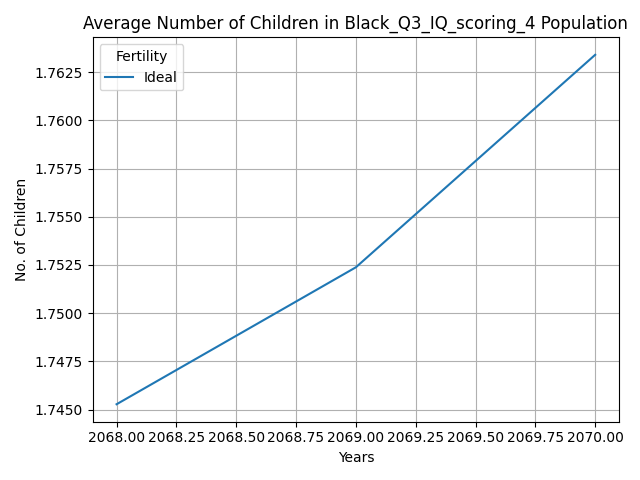 Average Number of Children in Black_Q3_IQ_scoring_4 Population
Fertility
Ideal
No. of Children
1.7625
1.7600
1.7575
1.7550
1.7525
1.7500
1.7475
1.7450
2068.00 2068.25 2068.50 2068.75 2069.00 2069.25 2069.50 2069.75 2070.00
Years